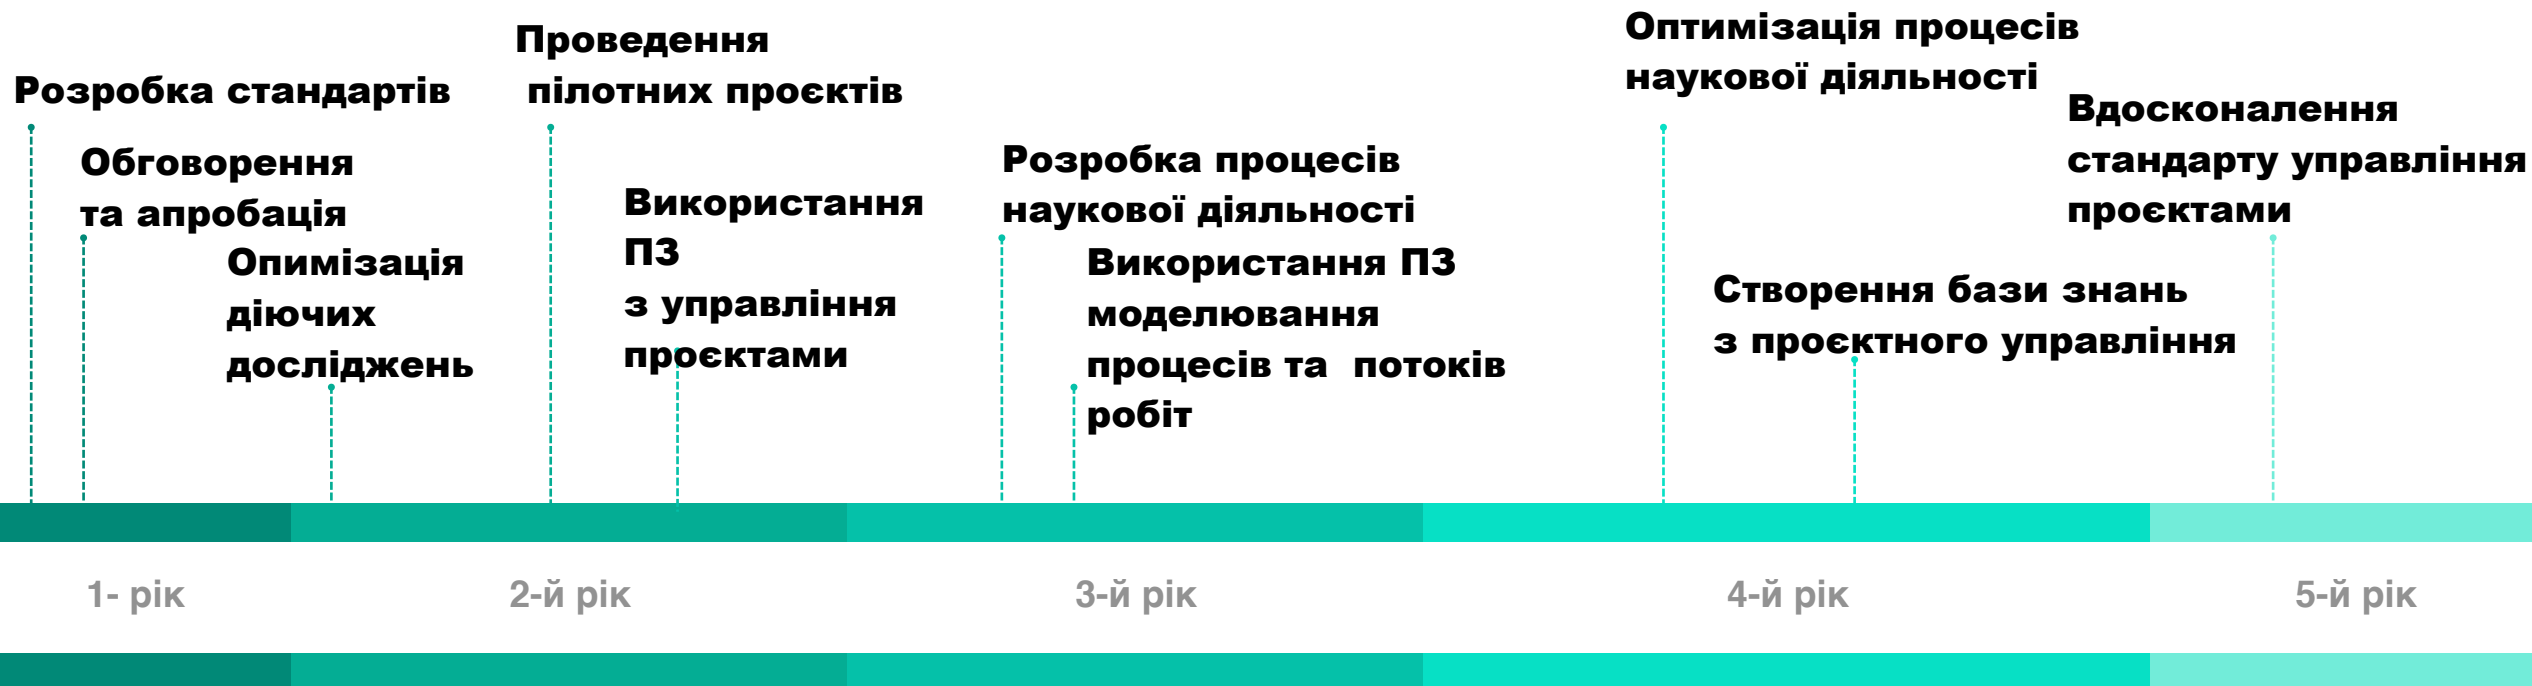 Розробка стандартів
Обговорення
та апробація
Опимізація
діючих
досліджень
Проведення
пілотних проєктів
Використання
ПЗ
з управління
проєктами
Розробка процесів
наукової діяльності
Використання ПЗ
моделювання
процесів та потоків
робіт
Оптимізація процесів
наукової діяльності
Створення бази знань
з проєктного управління
Вдосконалення
стандарту управління
проєктами
1- рік
2-й рік
3-й рік
4-й рік
5-й рік